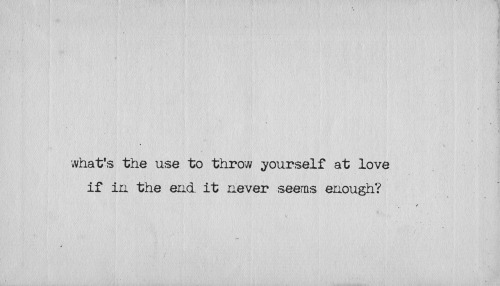 what's the use to throw yourself at love
if in the end it never seems enough?